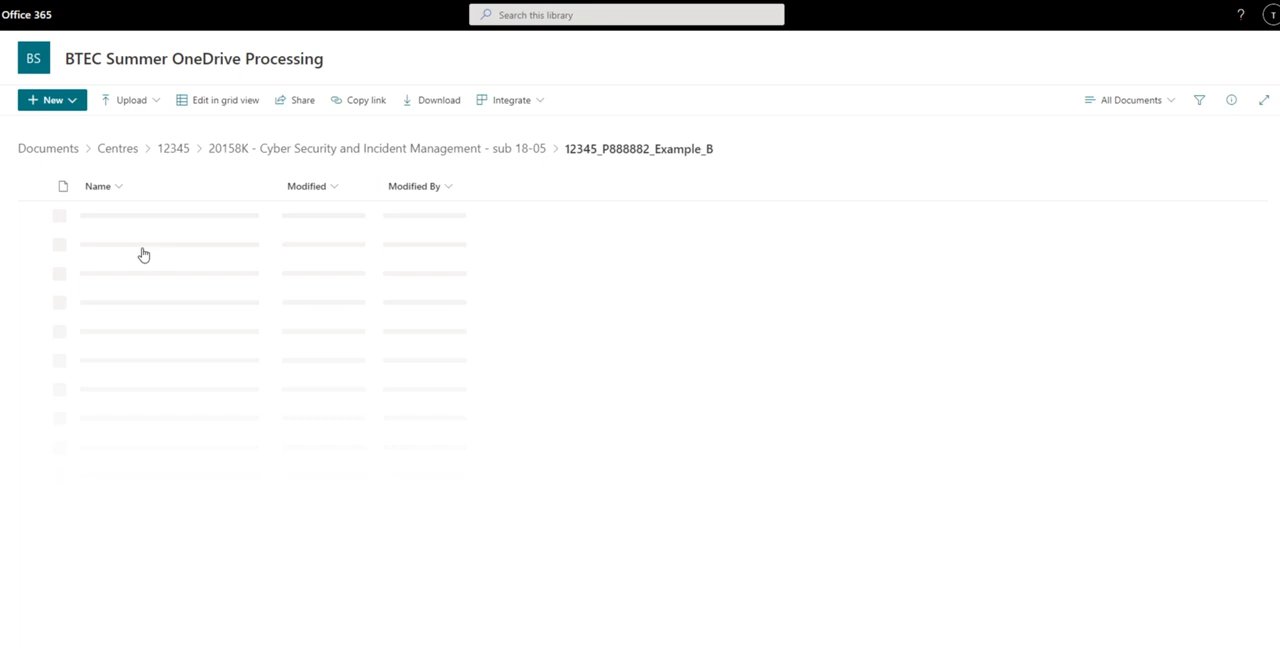 Office 365
Search this library
?
T
BS
BTEC Summer OneDrive Processing
+ New
Upload
Edit in grid view
Share
Copy link
Download
Integrate
All Documents
Documents > Centres > 12345 > 20158K - Cyber Security and Incident Management - sub 18-05 > 12345_P888882_Example_B
Name
Modified
Modified By